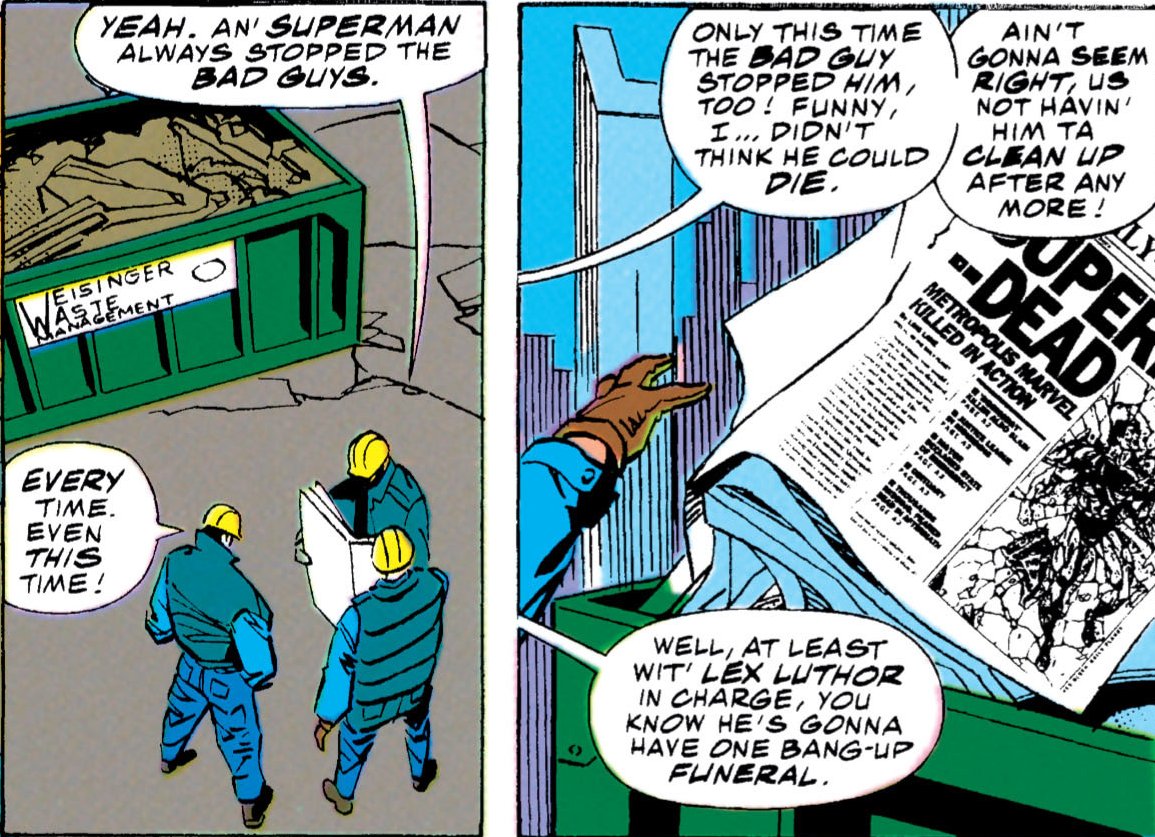 YEAH. AN' SUPERMAN
ALWAYS STOPPED THE
BAD GUYS.
WEISINGER
WASTE
MANAGEMENT
EVERY
TIME.
EVEN
THIS
TIME!
ONLY THIS TIME
THE BAD GUY
STOPPED HIM,
TOO! FUNNY,
I... DIDN'T
THINK HE COULD
DIE.
AIN'T
GONNA SEEM
RIGHT, US
NOT HAVIN'
HIM TA
CLEAN UP
AFTER ANY
MORE!
LY
SUPER
DEAD
METROPOLIS MARVEL
KILLED IN ACTION
WELL, AT LEAST
WIT' LEX LUTHOR
IN CHARGE, YOU
KNOW HE'S GONNA
HAVE ONE BANG-UP
FUNERAL.